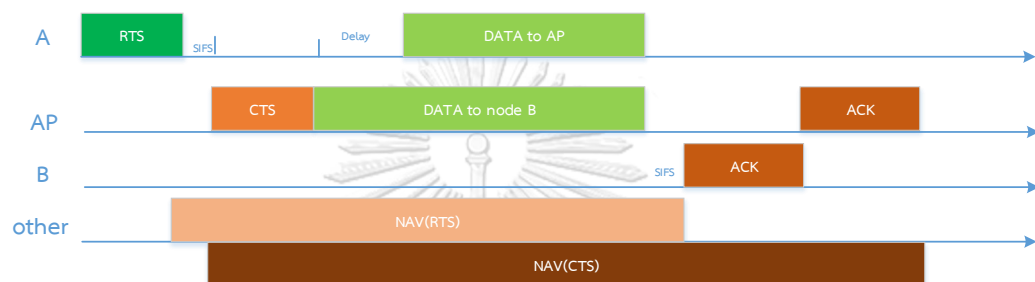 A
RTS
SIFS
Delay
DATA to AP
AP
CTS
DATA to node B
ACK
B
SIFS
ACK
other
NAV(RTS)
NAV(CTS)